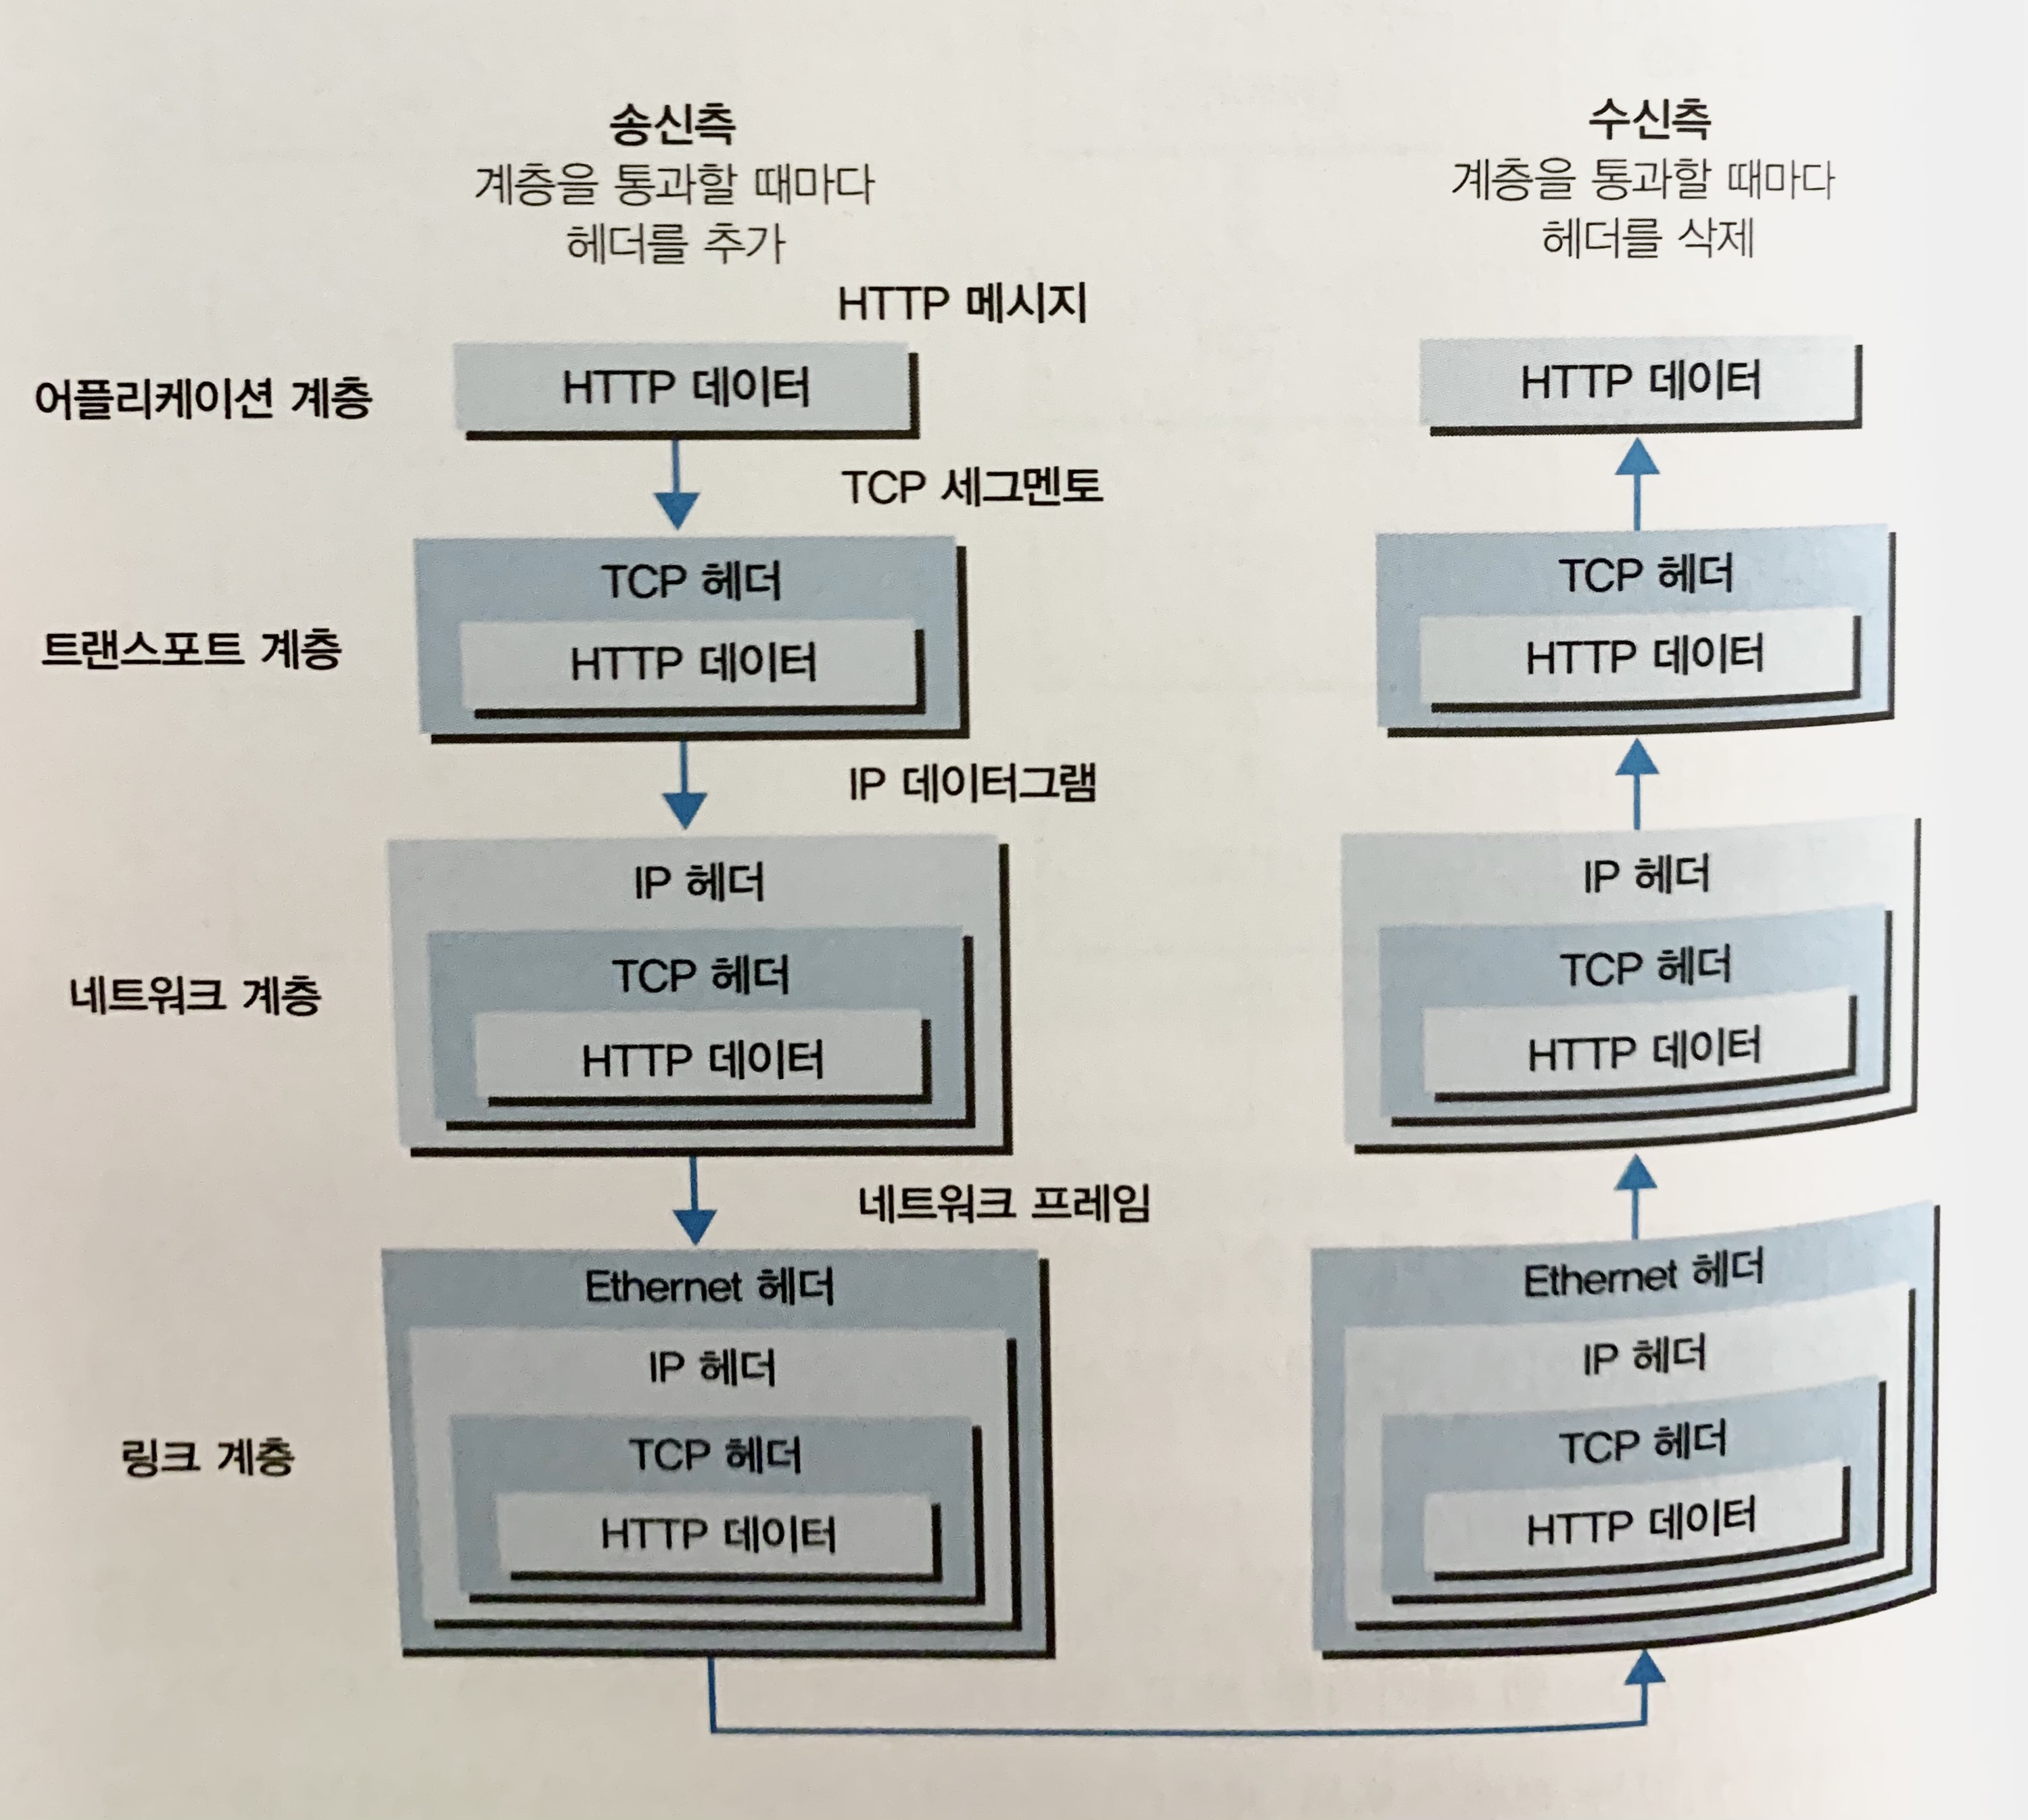 송신측
계층을 통과할 때마다
헤더를 추가
수신측
계층을 통과할 때마다
헤더를 삭제
HTTP 메시지
어플리케이션 계층
HTTP 데이터
HTTP 데이터
TCP 세그멘토
트랜스포트 계층
TCP 헤더
HTTP 데이터
TCP 헤더
HTTP 데이터
IP 데이터그램
네트워크 계층
IP 헤더
TCP 헤더
HTTP 데이터
IP 헤더
TCP 헤더
HTTP 데이터
네트워크 프레임
링크 계층
Ethernet 헤더
IP 헤더
TCP 헤더
HTTP 데이터
Ethernet 헤더
IP 헤더
TCP 헤더
HTTP 데이터